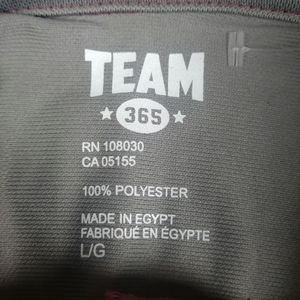 TEAM
365
RN 108030
CA 05155
100% POLYESTER
MADE IN EGYPT
FABRIQUÉ EN ÉGYPTE
L/G